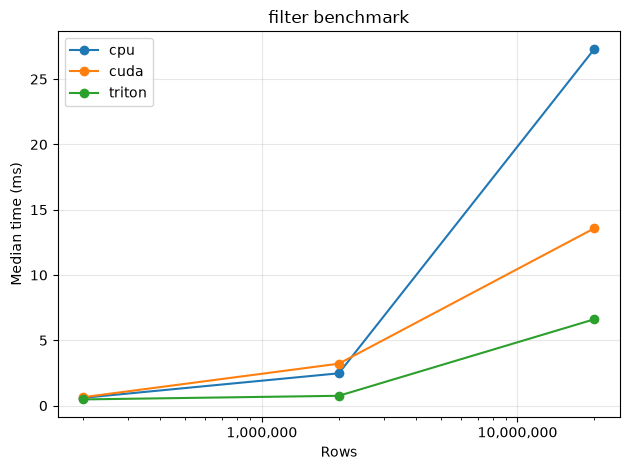 filter benchmark
cpu
cuda
triton
Median time (ms)
25
20
15
10
5
0
1,000,000
10,000,000
Rows